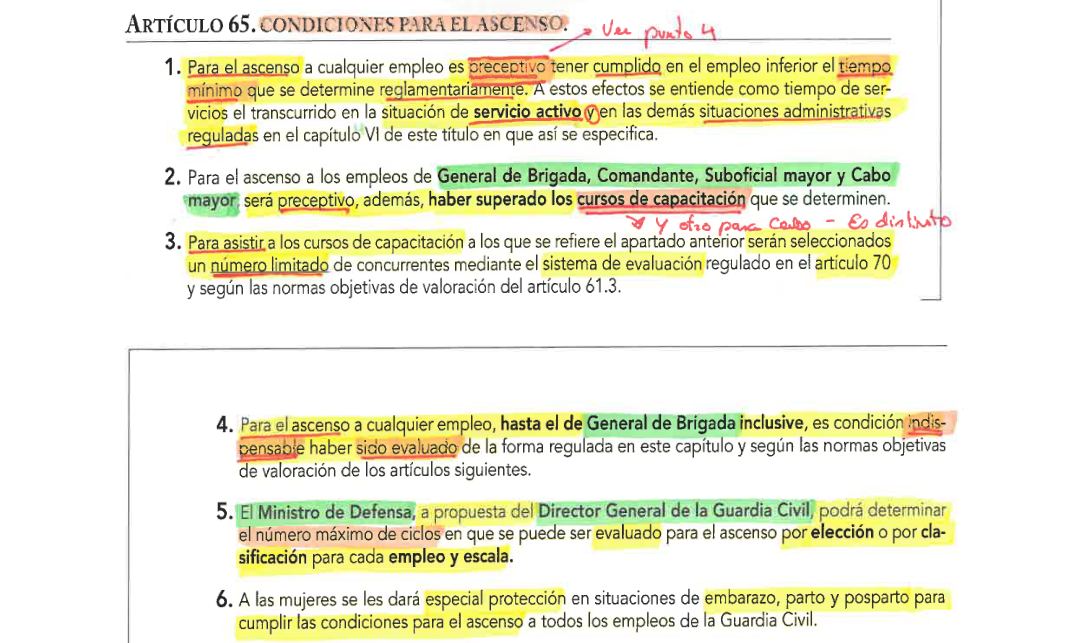 ARTÍCULO 65. CONDICIONES PARA EL ASCENSO.
Ver punto 4
1. Para el ascenso a cualquier empleo es preceptivo tener cumplido en el empleo inferior el tiempo
mínimo que se determine reglamentariamente. A estos efectos se entiende como tiempo de ser-
vicios el transcurrido en la situación de servicio activo y en las demás situaciones administrativas
reguladas en el capítulo VI de este título en que así se especifica.
2. Para el ascenso a los empleos de General de Brigada, Comandante, Suboficial mayor y Cabo
mayor, será preceptivo, además, haber superado los cursos de capacitación que se determinen.
Y otro para Cabo - Es distinto
3. Para asistir a los cursos de capacitación a los que se refiere el apartado anterior serán seleccionados
un número limitado de concurrentes mediante el sistema de evaluación regulado en el artículo 70
y según las normas objetivas de valoración del artículo 61.3.
4. Para el ascenso a cualquier empleo, hasta el de General de Brigada inclusive, es condición indis-
pensable haber sido evaluado de la forma regulada en este capítulo y según las normas objetivas
de valoración de los artículos siguientes.
5. El Ministro de Defensa, a propuesta del Director General de la Guardia Civil, podrá determinar
el número máximo de ciclos en que se puede ser evaluado para el ascenso por elección o por cla-
sificación para cada empleo y escala.
6. A las mujeres se les dará especial protección en situaciones de embarazo, parto y posparto para
cumplir las condiciones para el ascenso a todos los empleos de la Guardia Civil.